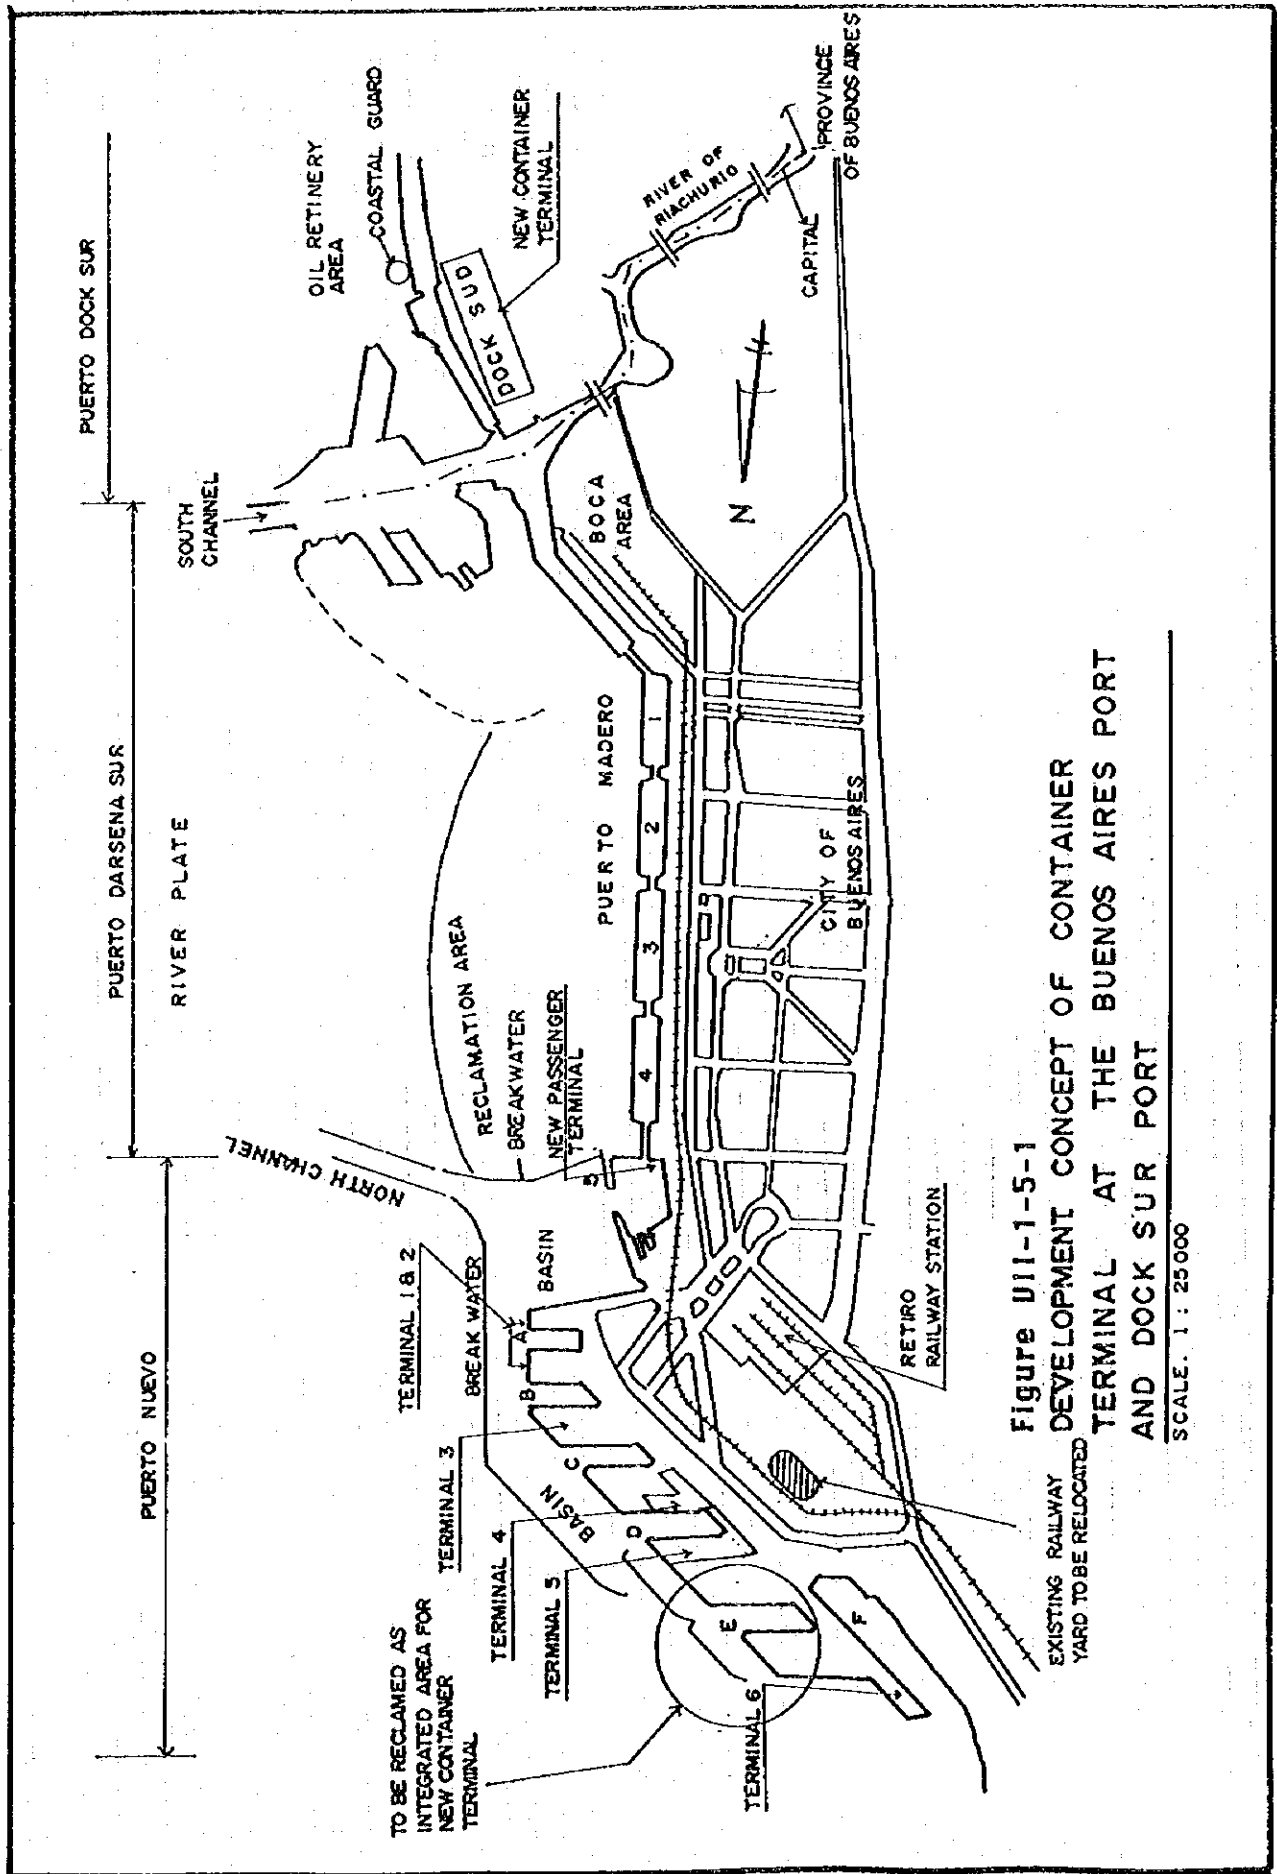 PUERTO NUEVO
PUERTO DARSENA SUR
PUERTO DOCK SUR
RIVER PLATE
NORTH CHANNEL
SOUTH
CHANNEL
OIL RETINERY
AREA
COASTAL GUARD
DOCK SUD
NEW CONTAINER
TERMINAL
RIVER OF
RIACHURIO
CAPITAL
PROVINCE
OF BUENOS AIRES
BOCA
AREA
N
RECLAMATION AREA
BREAKWATER
NEW PASSENGER
TERMINAL
PUERTO MADERO
4
3
2
1
5
CITY OF
BUENOS AIRES
TO BE RECLAMED AS
INTEGRATED AREA FOR
NEW CONTAINER
TERMINAL
TERMINAL 1 & 2
BREAK WATER
BASIN
TERMINAL 3
TERMINAL 4
TERMINAL 5
TERMINAL 6
BASIN
A
B
C
D
E
F
RETIRO
RAILWAY STATION
EXISTING RAILWAY
YARD TO BE RELOCATED
Figure UII-1-5-1
DEVELOPMENT CONCEPT OF CONTAINER
TERMINAL AT THE BUENOS AIRES PORT
AND DOCK SUR PORT
SCALE. 1 : 25000